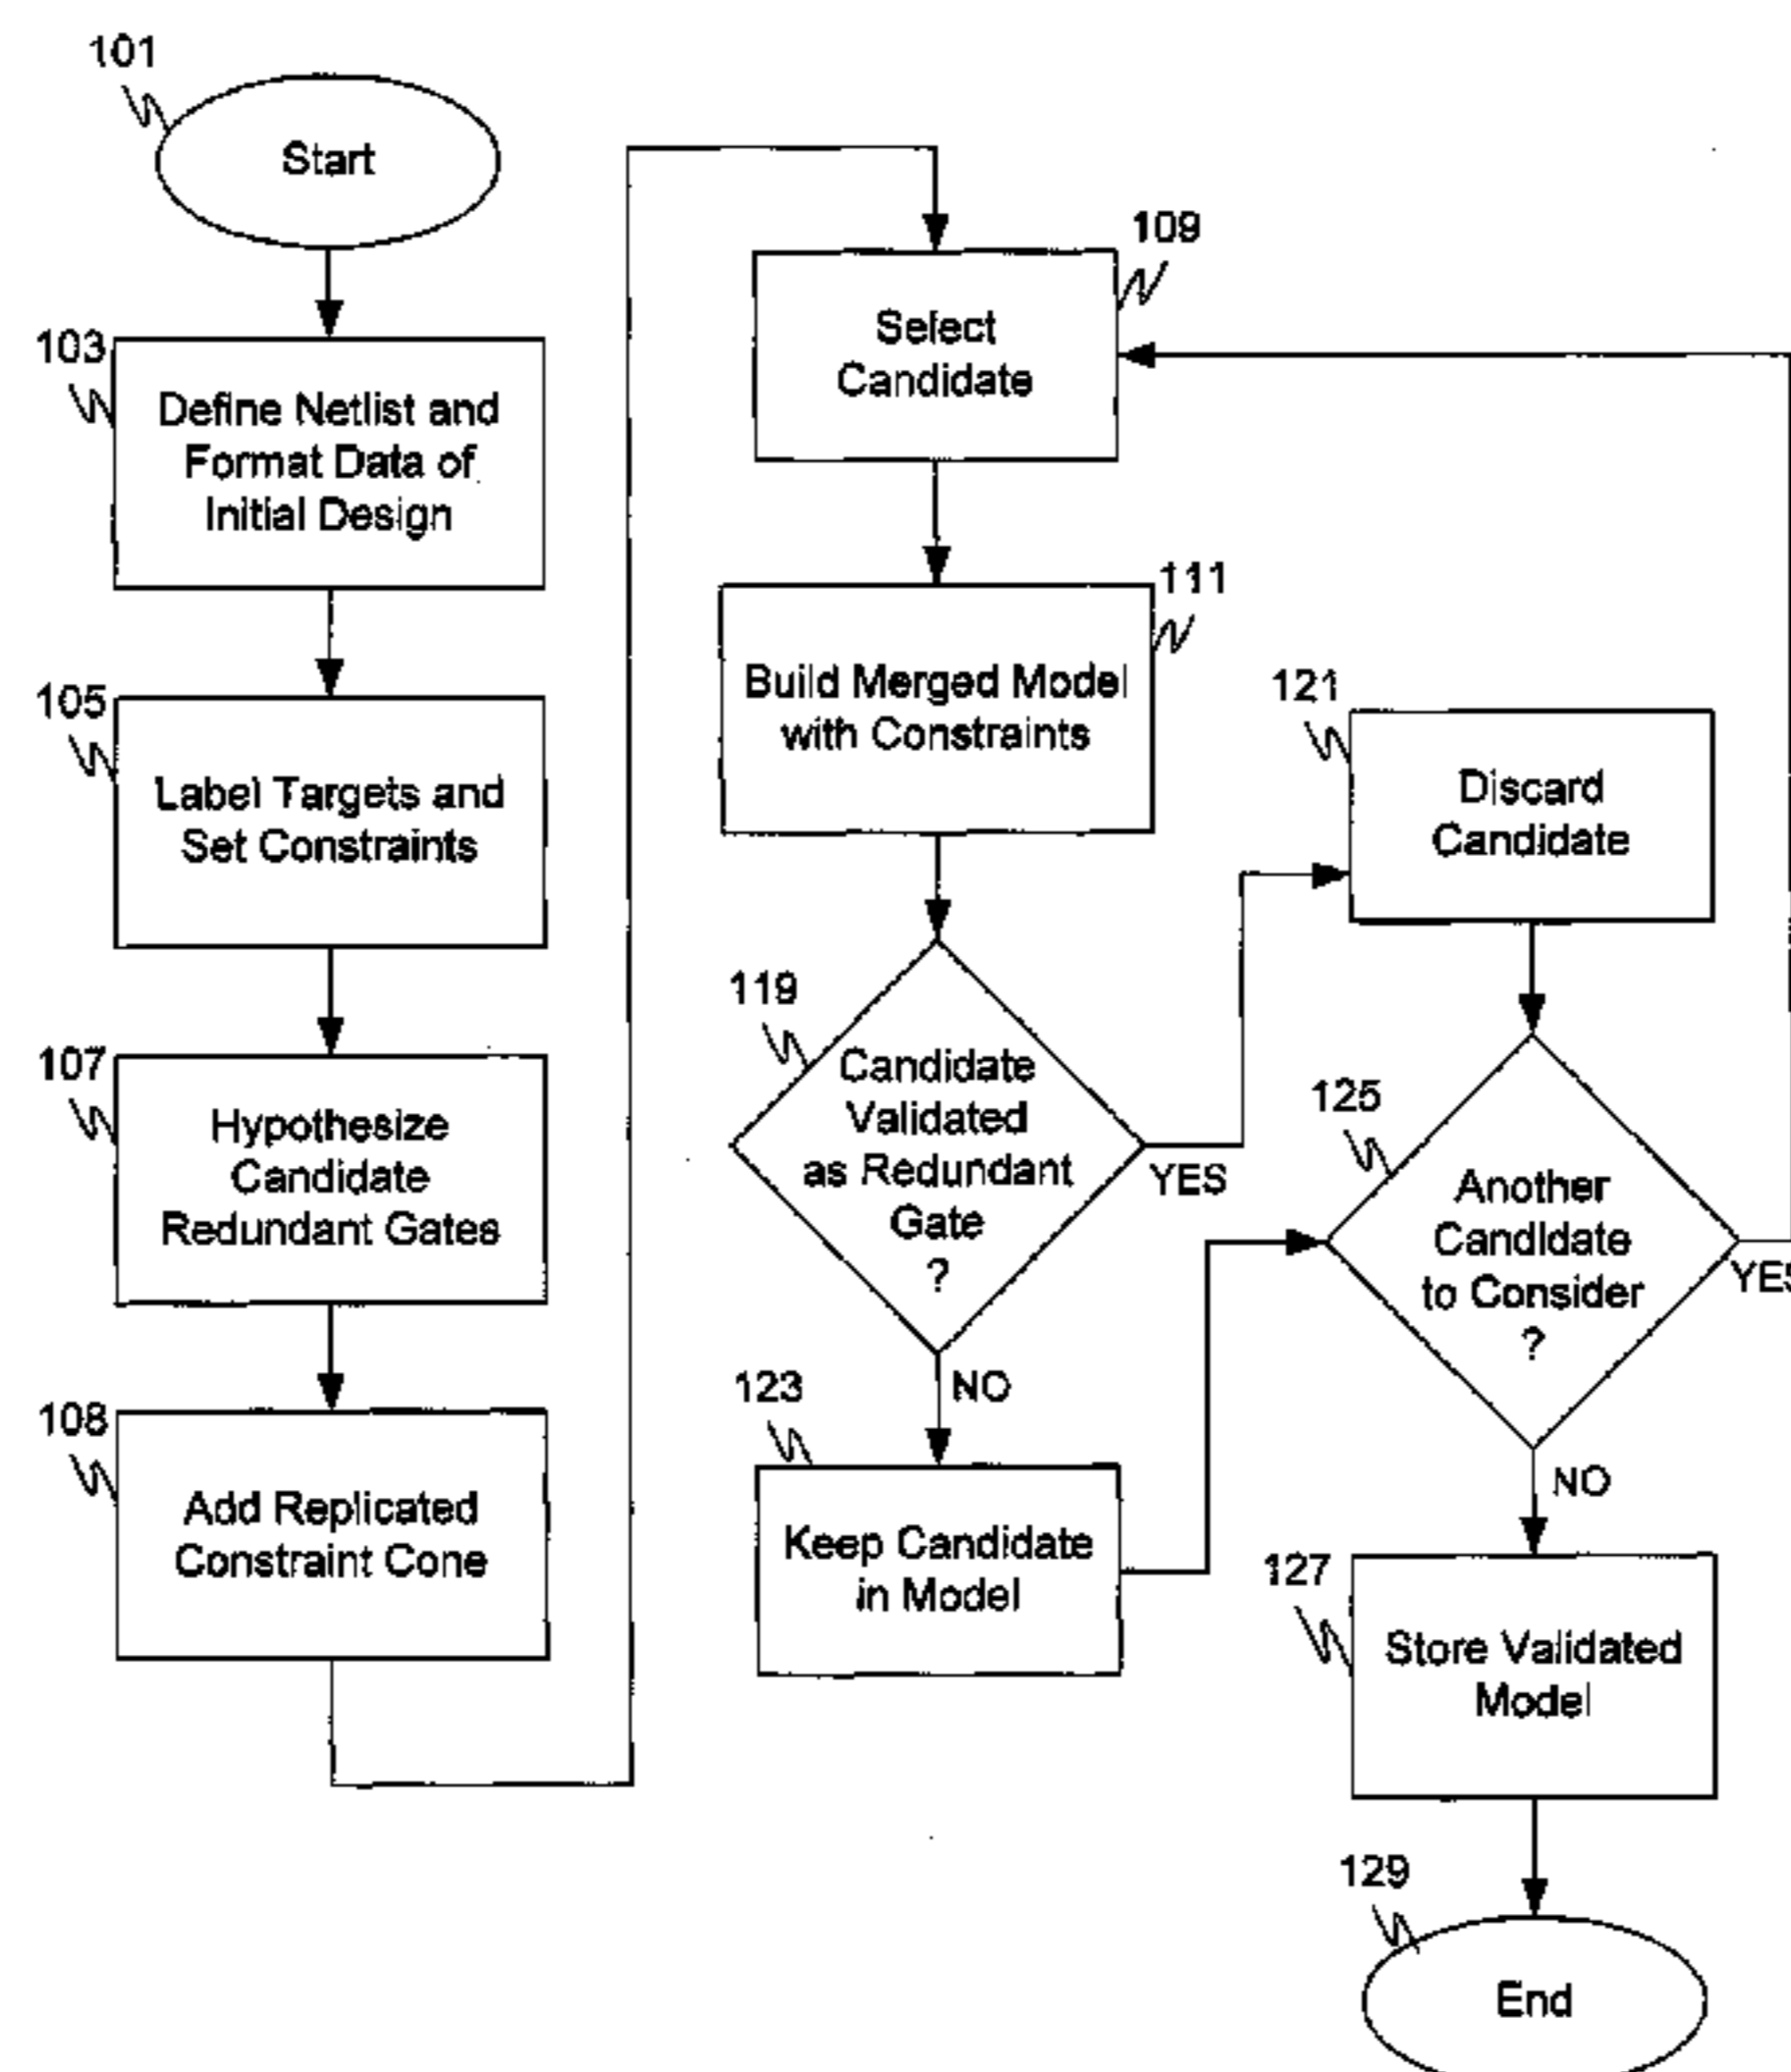 101
Start
103
Define Netlist and
Format Data of
Initial Design
105
Label Targets and
Set Constraints
107
Hypothesize
Candidate
Redundant Gates
108
Add Replicated
Constraint Cone
109
Select
Candidate
111
Build Merged Model
with Constraints
119
Candidate
Validated
as Redundant
Gate
?
YES
NO
123
Keep Candidate
in Model
121
Discard
Candidate
125
Another
Candidate
to Consider
?
YES
NO
127
Store Validated
Model
129
End